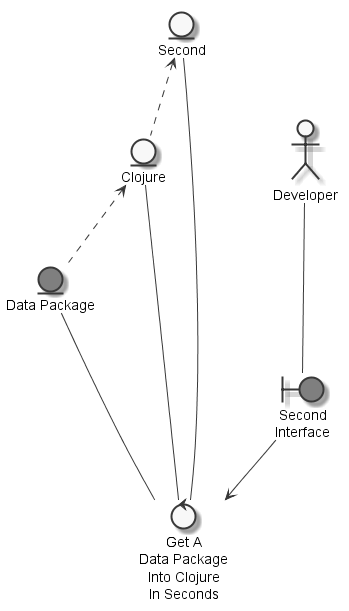 Second
Clojure
Developer
Data Package
Second
Interface
Get A
Data Package
Into Clojure
In Seconds